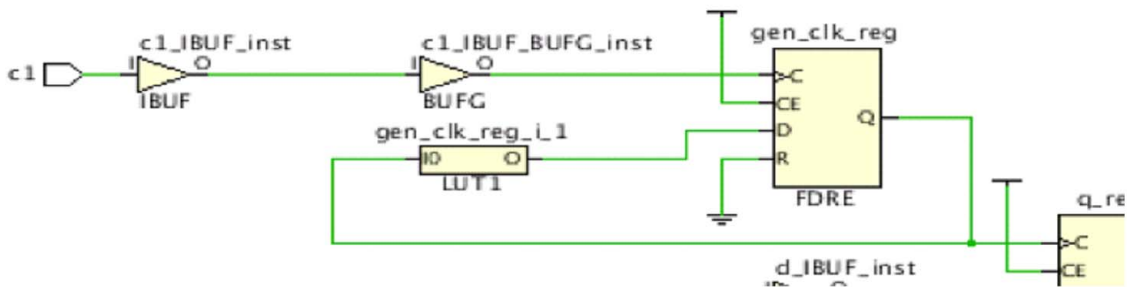 gen_clk_reg
c1_IBUF_inst
c1_IBUF_BUFG_inst
c1
I
O
I
O
C
IBUF
BUFG
CE
gen_clk_reg_i_1
D
Q
I0
O
R
LUT1
FDRE
q_re
C
d_IBUF_inst
CE